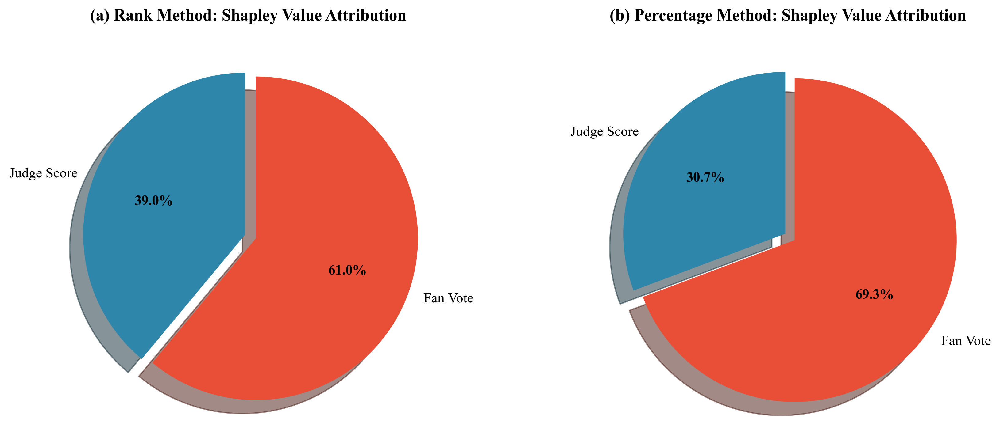 (a) Rank Method: Shapley Value Attribution
Judge Score
39.0%
61.0%
Fan Vote
(b) Percentage Method: Shapley Value Attribution
Judge Score
30.7%
69.3%
Fan Vote